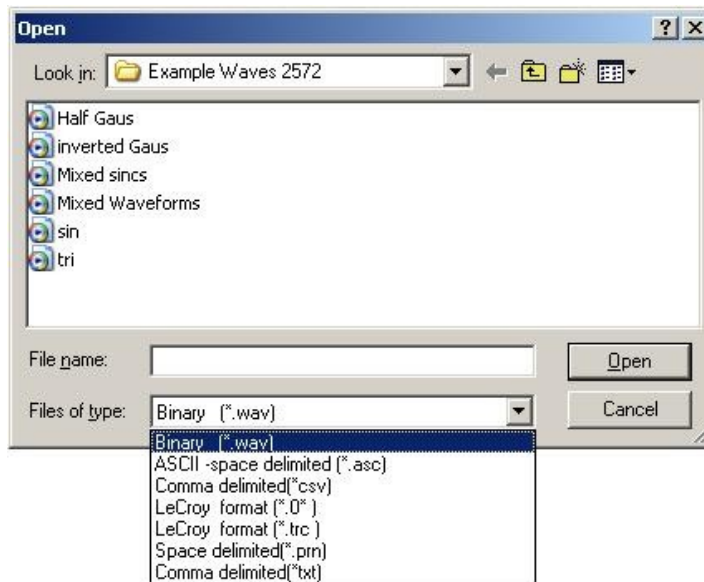 Open
Look in: Example Waves 2572
Half Gaus
inverted Gaus
Mixed sincs
Mixed Waveforms
sin
tri
File name:
Open
Files of type: Binary (*.wav)
Cancel
Binary (*.wav)
ASCII -space delimited (*.asc)
Comma delimited(*csv)
LeCroy format (*.0* )
LeCroy format (*.trc )
Space delimited(*.prn)
Comma delimited(*txt)